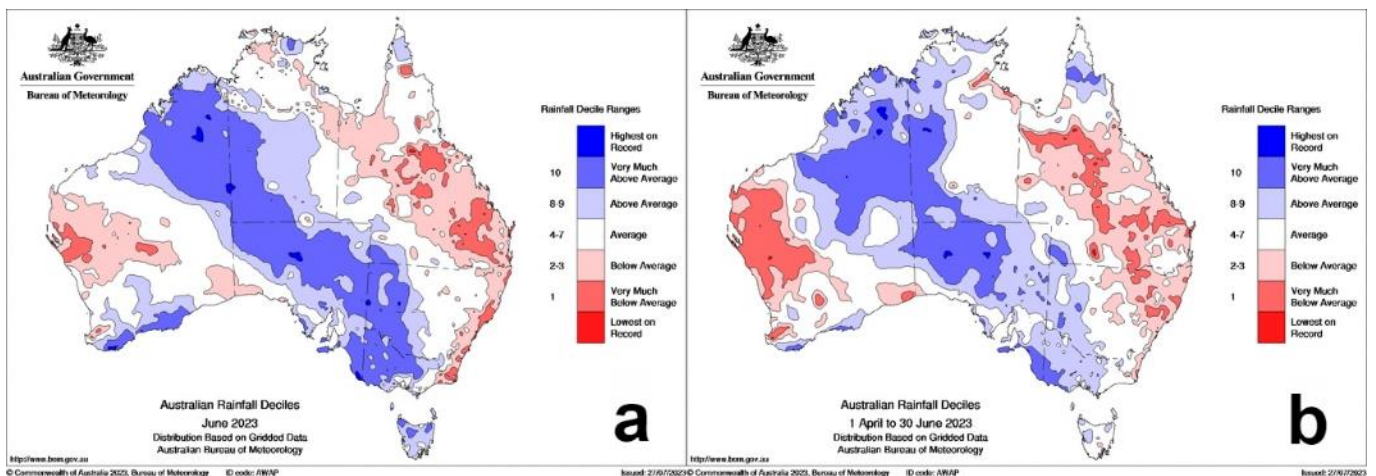 Australian Government
Bureau of Meteorology
Rainfall Decile Ranges
Highest on
Record
10
Very Much
Above Average
8-9
Above Average
4-7
Average
2-3
Below Average
1
Very Much
Below Average
Lowest on
Record
Australian Rainfall Deciles
June 2023
Distribution Based on Gridded Data
Australian Bureau of Meteorology
a
http://www.bom.gov.au
© Commonwealth of Australia 2023, Bureau of Meteorology
ID code: AWAP
Issued: 27/07/2023
Australian Government
Bureau of Meteorology
Rainfall Decile Ranges
Highest on
Record
10
Very Much
Above Average
8-9
Above Average
4-7
Average
2-3
Below Average
1
Very Much
Below Average
Lowest on
Record
Australian Rainfall Deciles
1 April to 30 June 2023
Distribution Based on Gridded Data
Australian Bureau of Meteorology
b
http://www.bom.gov.au
© Commonwealth of Australia 2023, Bureau of Meteorology
ID code: AWAP
Issued: 27/07/2023